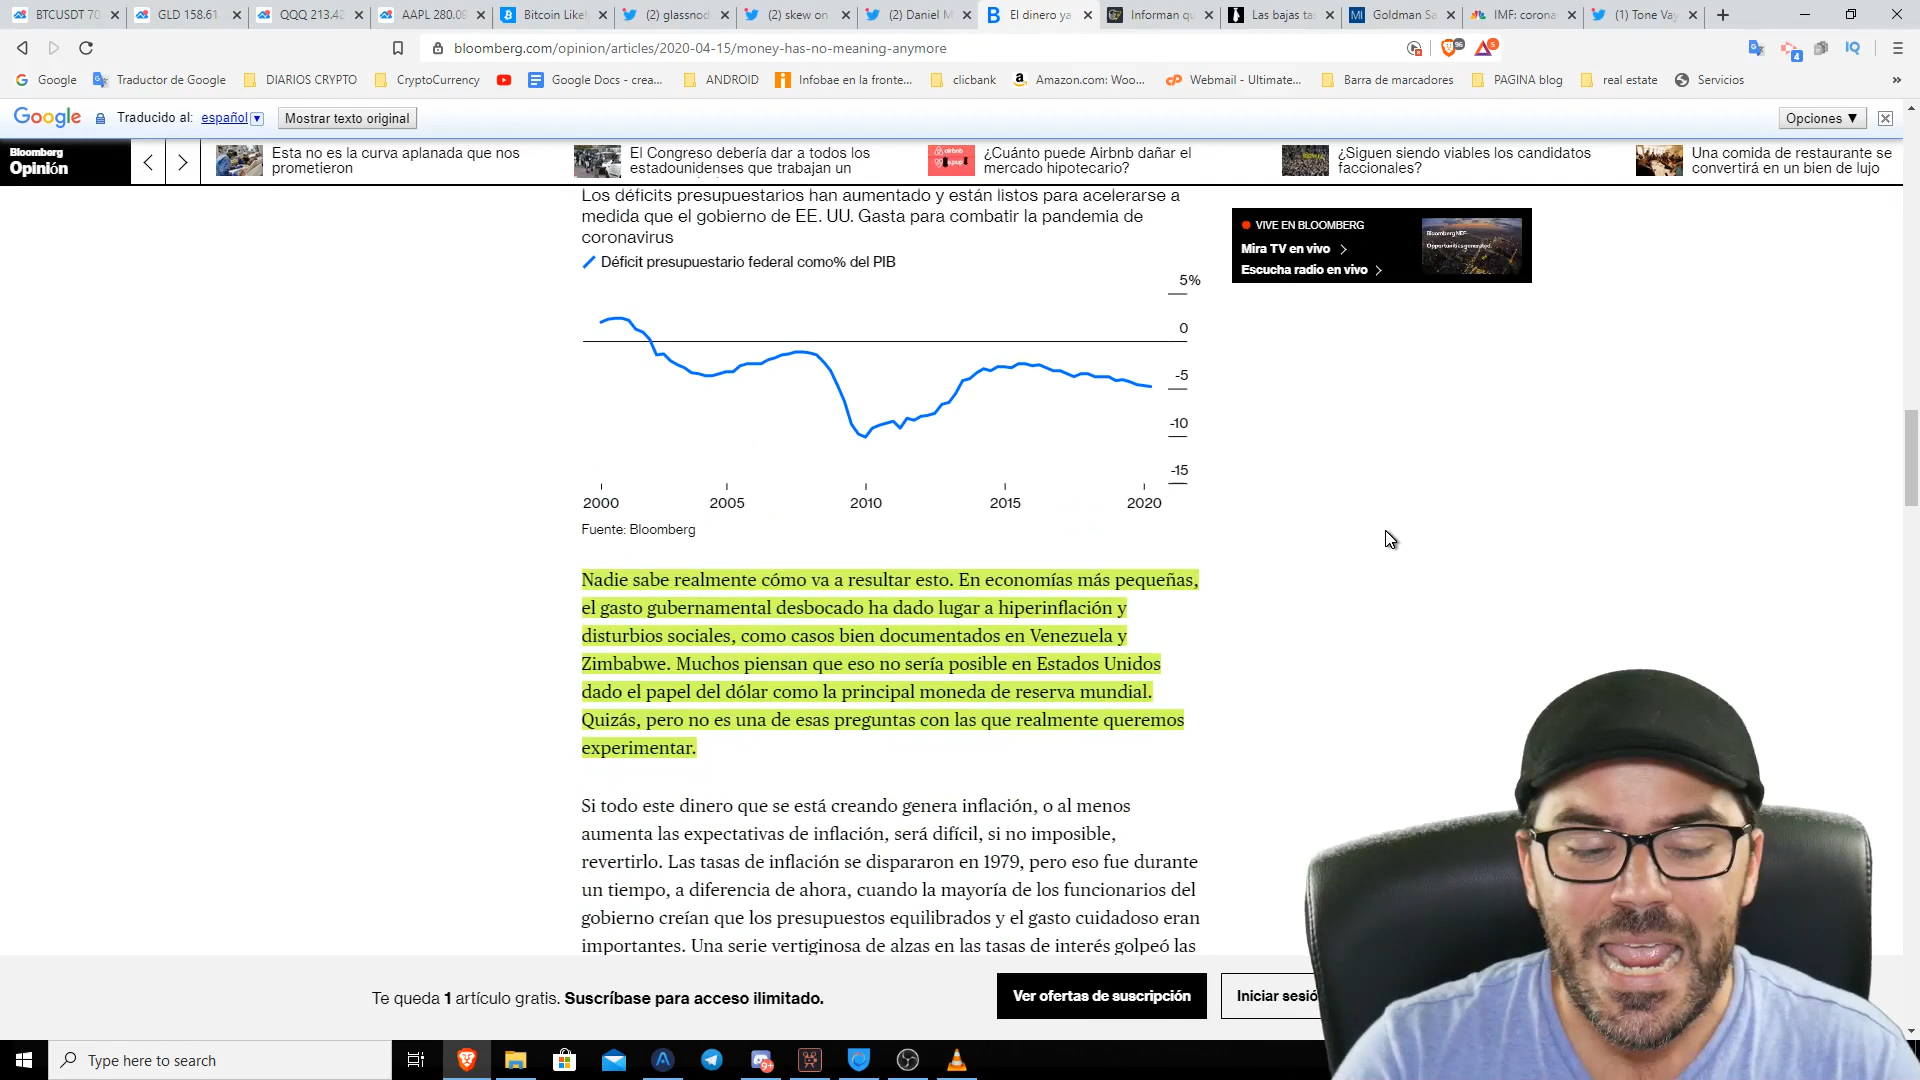 BTCUSDT 70
GLD 158.61
QQQ 213.42
AAPL 280.08
Bitcoin Likel
(2) glassnod
(2) skew on
(2) Daniel M
El dinero ya
Informan qu
Las bajas ta
Goldman Sa
IMF: corona
(1) Tone Vay
bloomberg.com/opinion/articles/2020-04-15/money-has-no-meaning-anymore
Google
Traductor de Google
DIARIOS CRYPTO
CryptoCurrency
Google Docs - crea...
ANDROID
Infobae en la fronte...
clicbank
Amazon.com: Woo...
Webmail - Ultimate...
Barra de marcadores
PAGINA blog
real estate
Servicios
Google
Traducido al: español
Mostrar texto original
Opciones ▼
Bloomberg
Opinión
Esta no es la curva aplanada que nos
prometieron
El Congreso debería dar a todos los
estadounidenses que trabajan un
¿Cuánto puede Airbnb dañar el
mercado hipotecario?
¿Siguen siendo viables los candidatos
faccionales?
Una comida de restaurante se
convertirá en un bien de lujo
Los déficits presupuestarios han aumentado y están listos para acelerarse a
medida que el gobierno de EE. UU. Gasta para combatir la pandemia de
coronavirus
Déficit presupuestario federal como% del PIB
5%
0
-5
-10
-15
2000
2005
2010
2015
2020
Fuente: Bloomberg
VIVE EN BLOOMBERG
Mira TV en vivo
Escucha radio en vivo
Nadie sabe realmente cómo va a resultar esto. En economías más pequeñas,
el gasto gubernamental desbocado ha dado lugar a hiperinflación y
disturbios sociales, como casos bien documentados en Venezuela y
Zimbabwe. Muchos piensan que eso no sería posible en Estados Unidos
dado el papel del dólar como la principal moneda de reserva mundial.
Quizás, pero no es una de esas preguntas con las que realmente queremos
experimentar.
Si todo este dinero que se está creando genera inflación, o al menos
aumenta las expectativas de inflación, será difícil, si no imposible,
revertirlo. Las tasas de inflación se dispararon en 1979, pero eso fue durante
un tiempo, a diferencia de ahora, cuando la mayoría de los funcionarios del
gobierno creían que los presupuestos equilibrados y el gasto cuidadoso eran
importantes. Una serie vertiginosa de alzas en las tasas de interés golpeó las
Te queda 1 artículo gratis. Suscríbase para acceso ilimitado.
Ver ofertas de suscripción
Iniciar sesió
Type here to search